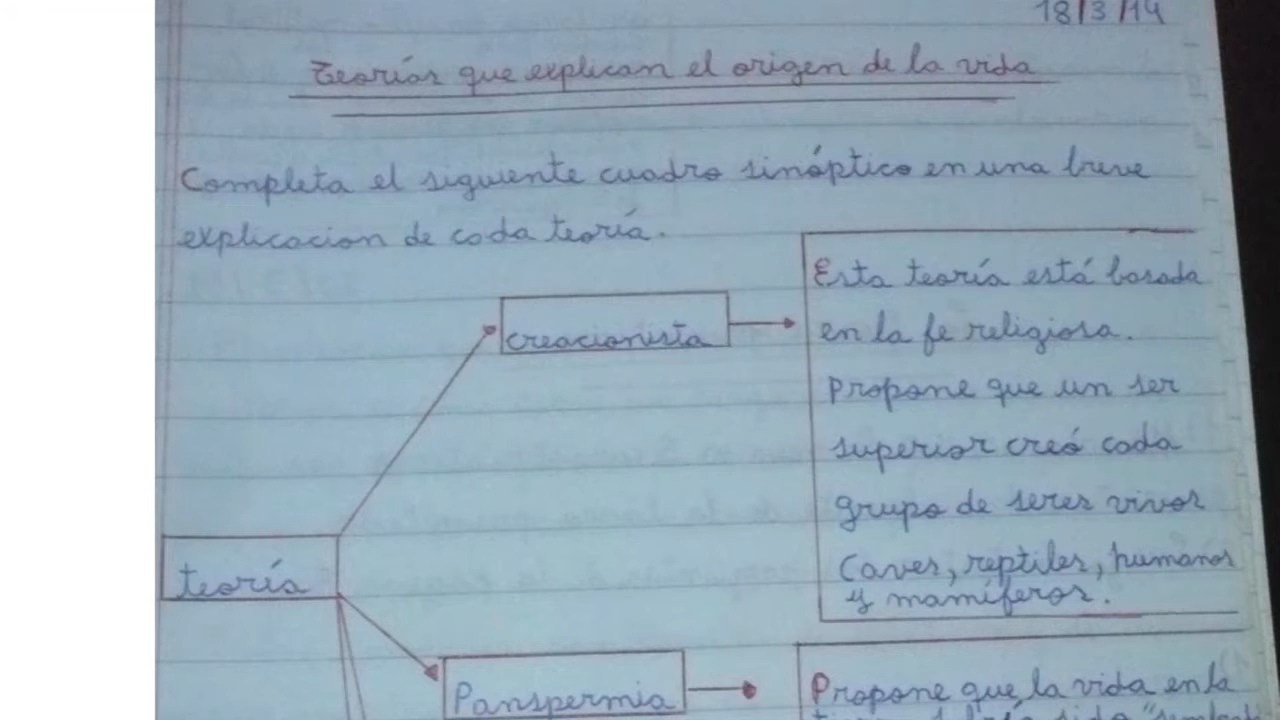 18/3/14
Teorías que explican el origen de la vida
Completa el siguiente cuadro sinóptico en una breve
explicacion de cada teoría.
creacionista
Esta teoría está basada
en la fe religiosa.
Propone que un ser
superior creó cada
grupo de seres vivos
(aves, reptiles, humanos
y mamíferos.
teoría
Panspermia
Propone que la vida en la